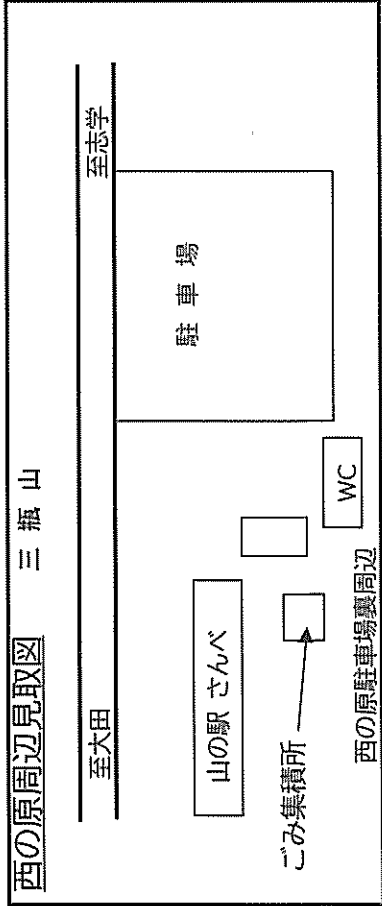 西の原周辺見取図
三瓶山
至大田
至志学
駐車場
山の駅 さんべ
WC
ごみ集積所
西の原駐車場裏周辺